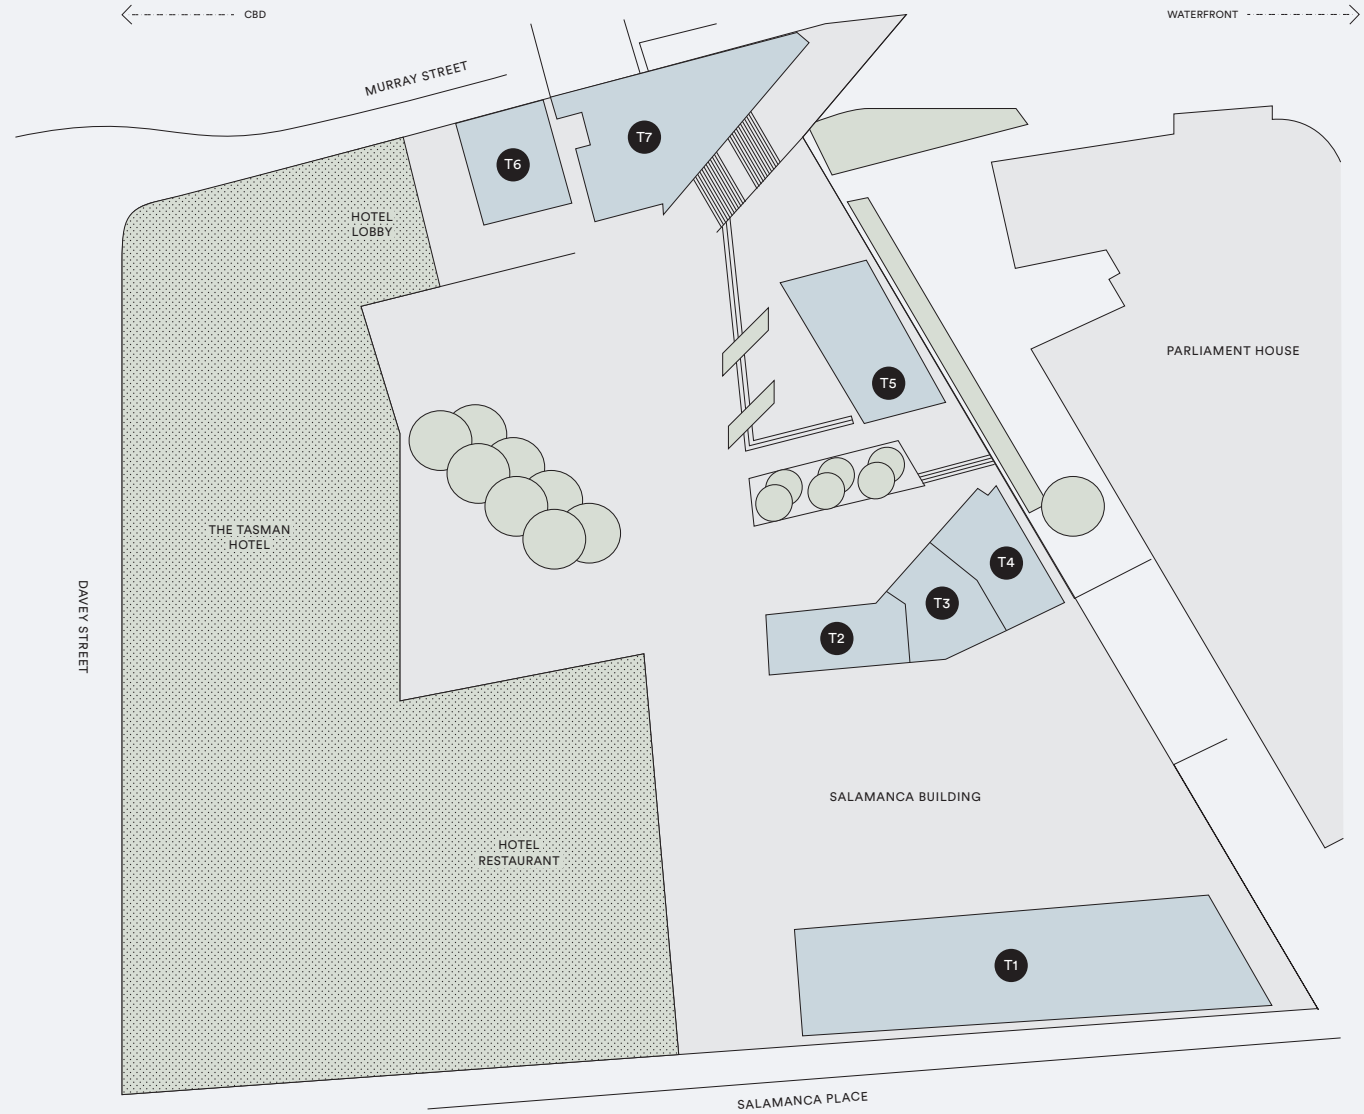 CBD
WATERFRONT
MURRAY STREET
T6
T7
HOTEL
LOBBY
T5
PARLIAMENT HOUSE
THE TASMAN
HOTEL
T4
T3
T2
DAVEY STREET
SALAMANCA BUILDING
HOTEL
RESTAURANT
T1
SALAMANCA PLACE